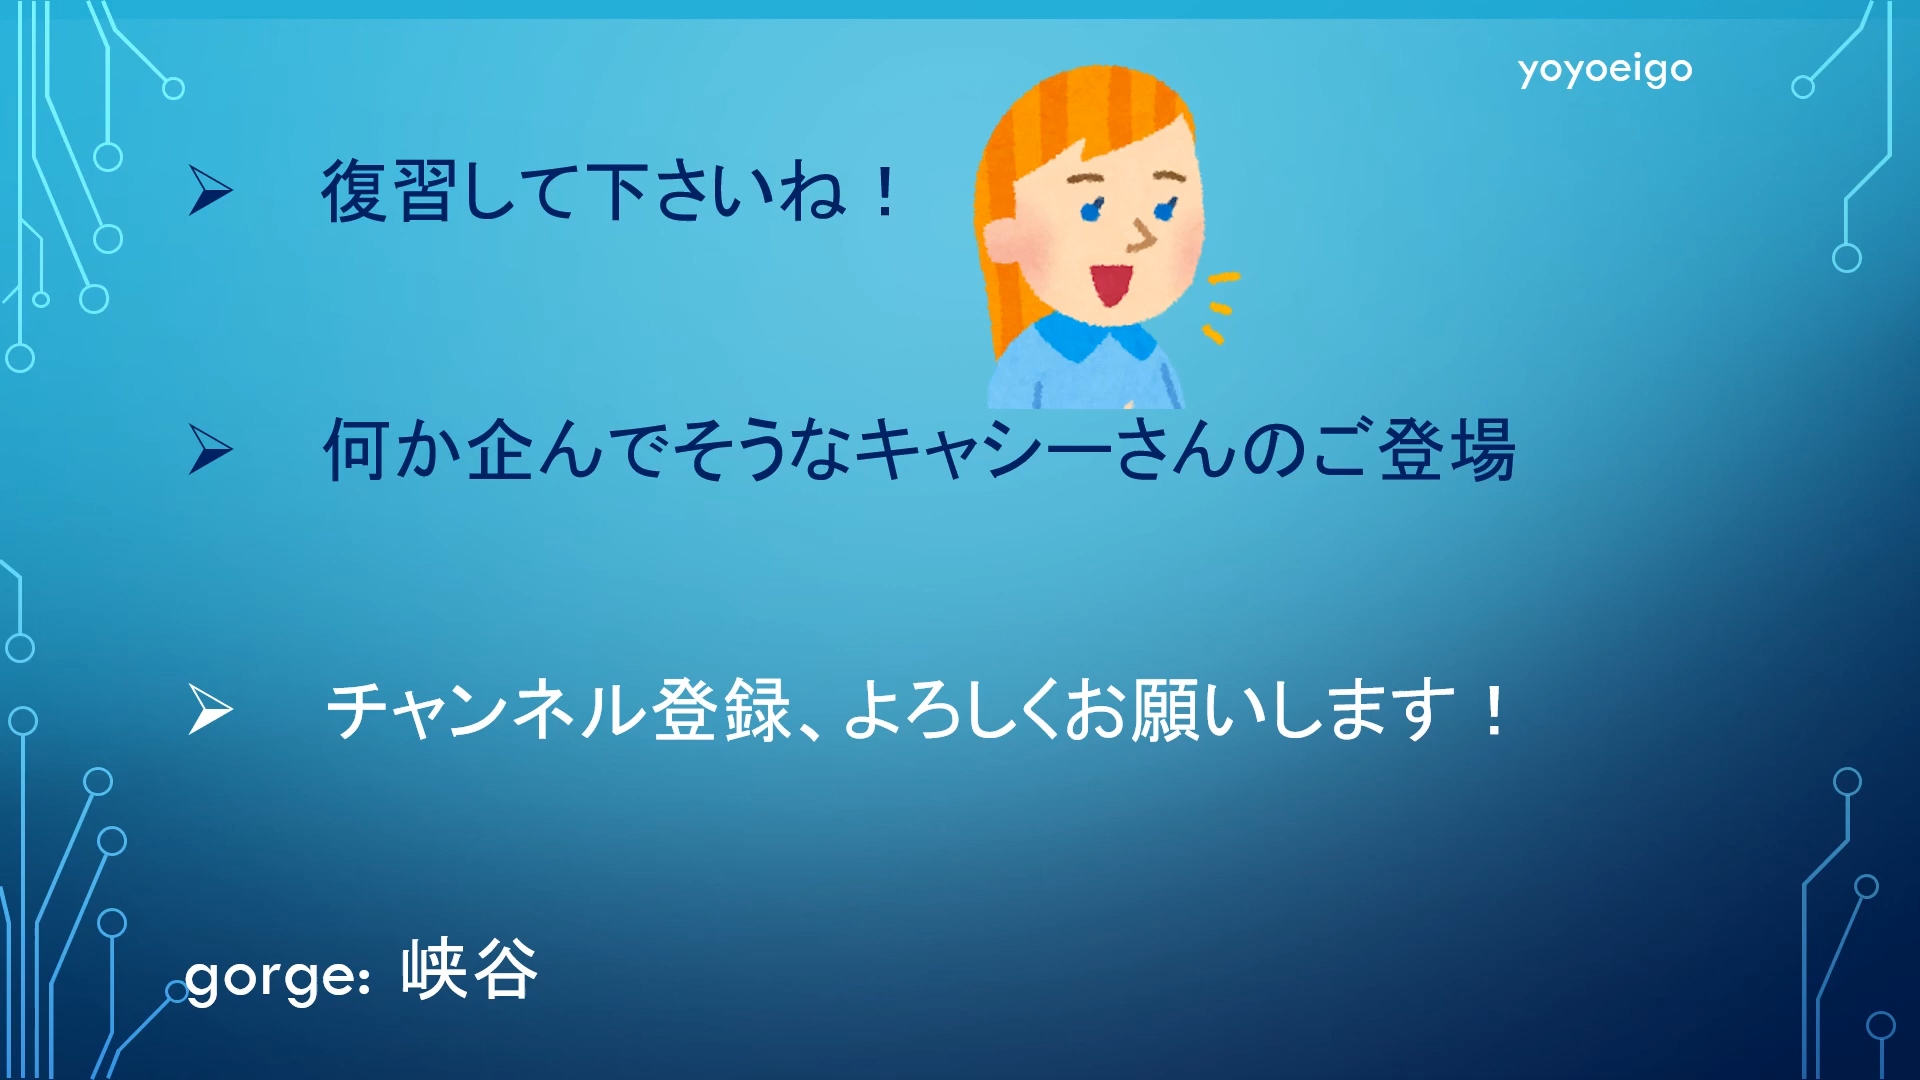 yoyoeigo
復習して下さいね！
何か企んでそうなキャシーさんのご登場
チャンネル登録、よろしくお願いします！
gorge: 峡谷